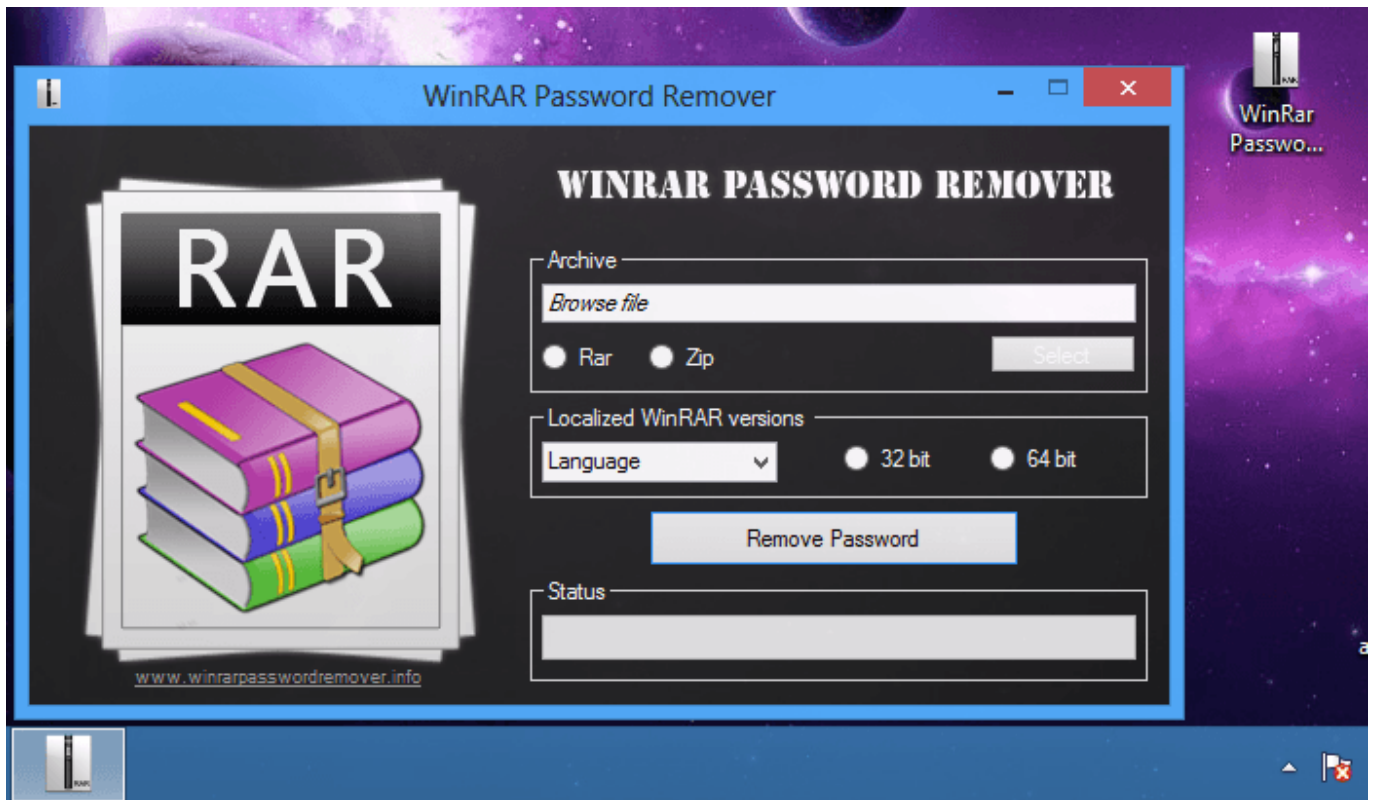 WinRAR Password Remover
WinRar
Passwo...
RAR
WINRAR PASSWORD REMOVER
Archive
Browse file
Rar
Zip
Select
Localized WinRAR versions
Language
32 bit
64 bit
Remove Password
Status
www.winrarpasswordremover.info
a
RAR